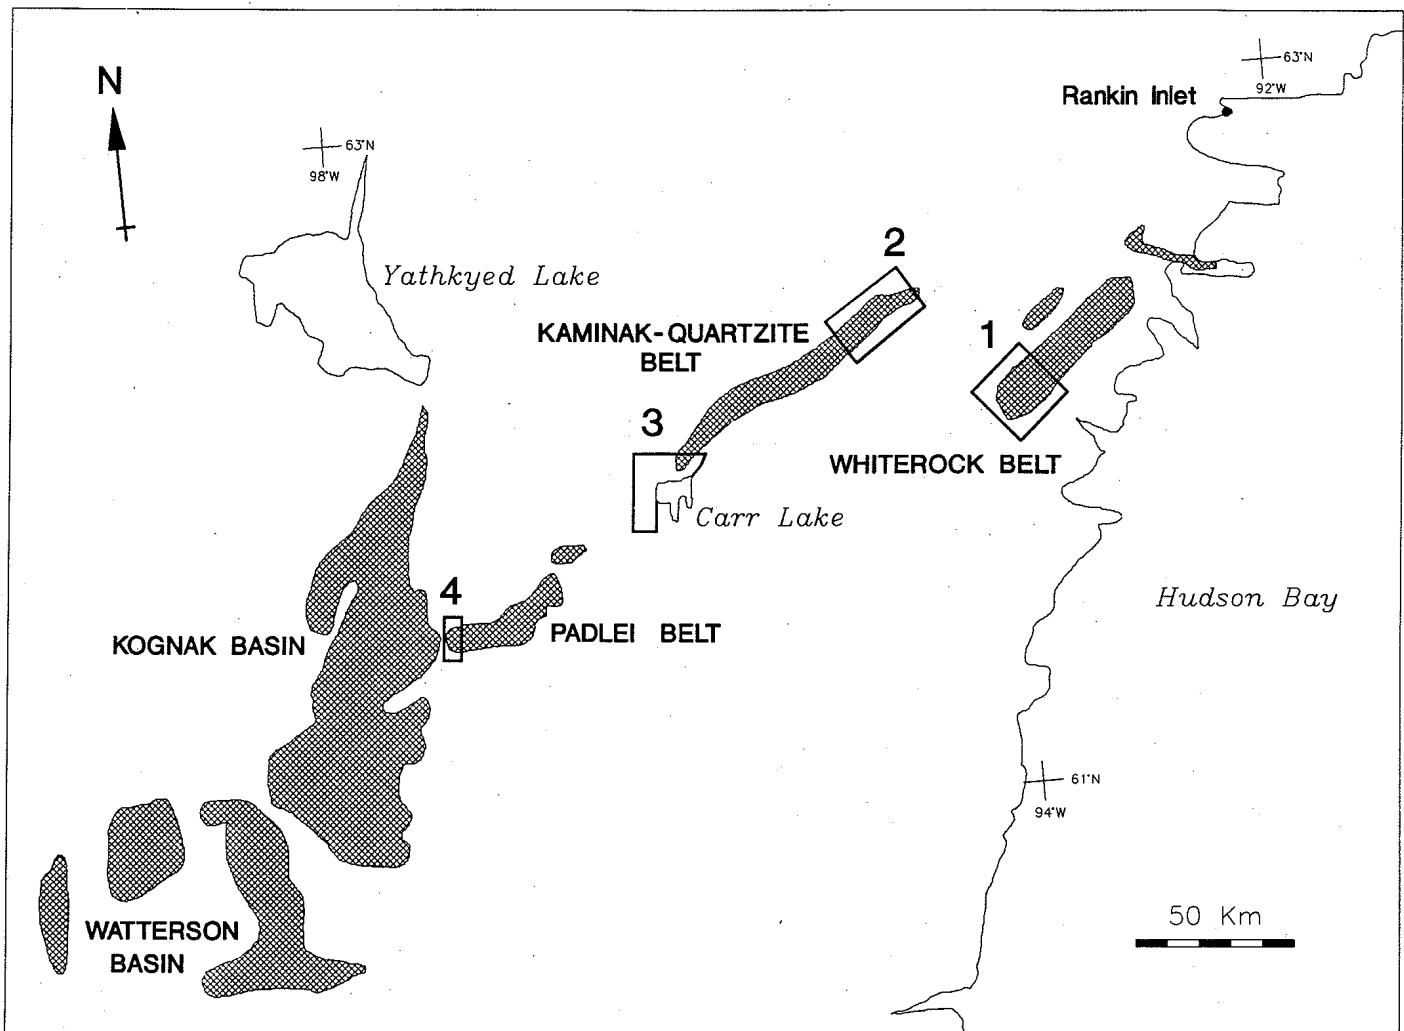 63°N
92°W
Rankin Inlet
N
63°N
98°W
2
Yathkyed Lake
KAMINAK-QUARTZITE
BELT
1
3
WHITEROCK BELT
Carr Lake
4
Hudson Bay
KOGNAK BASIN
PADLEI BELT
61°N
94°W
50 Km
WATTERSON
BASIN